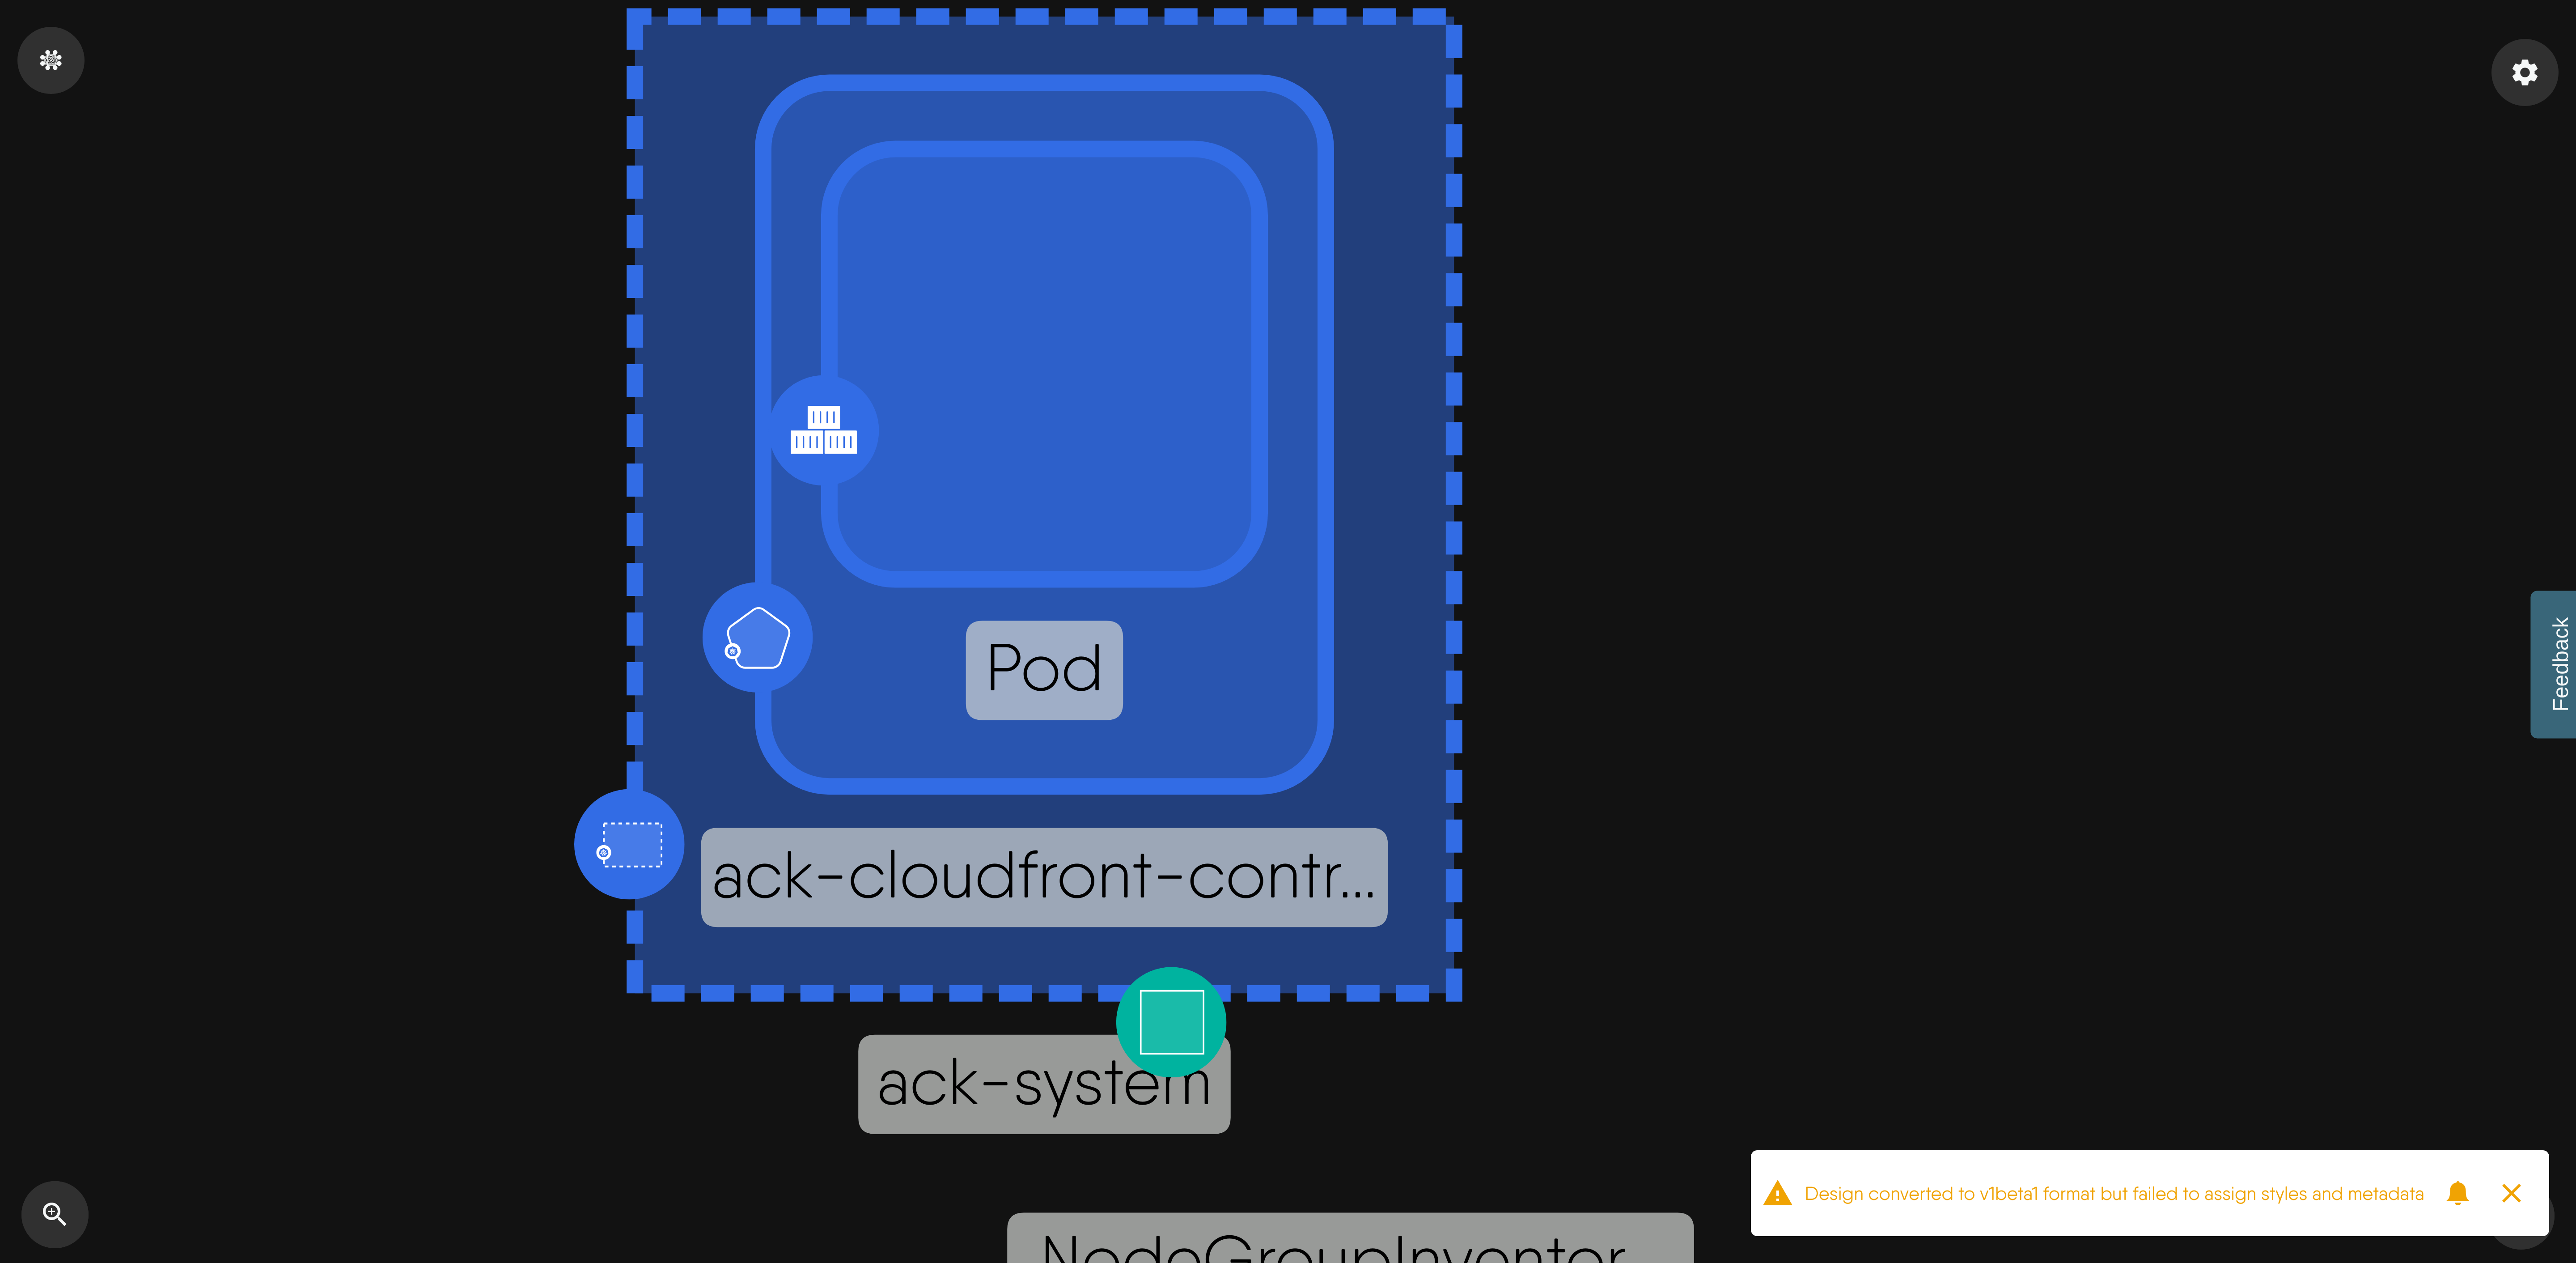 Pod
ack-cloudfront-contr...
ack-system
Feedback
Design converted to v1beta1 format but failed to assign styles and metadata
NodeGroupInventor